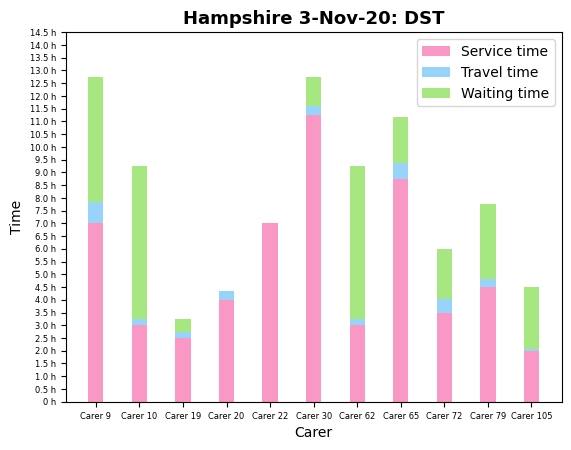 Hampshire 3-Nov-20: DST
Service time
Travel time
Waiting time
Time
14.5 h
14.0 h
13.5 h
13.0 h
12.5 h
12.0 h
11.5 h
11.0 h
10.5 h
10.0 h
9.5 h
9.0 h
8.5 h
8.0 h
7.5 h
7.0 h
6.5 h
6.0 h
5.5 h
5.0 h
4.5 h
4.0 h
3.5 h
3.0 h
2.5 h
2.0 h
1.5 h
1.0 h
0.5 h
0 h
Carer 9 Carer 10 Carer 19 Carer 20 Carer 22 Carer 30 Carer 62 Carer 65 Carer 72 Carer 79 Carer 105
Carer